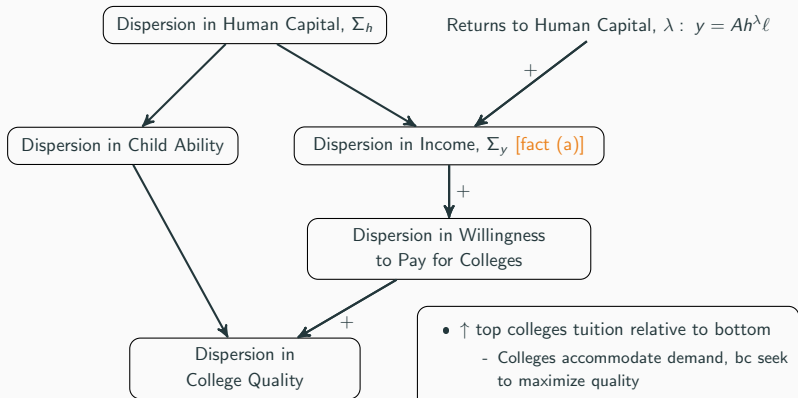 Dispersion in Human Capital, Σ_h
Returns to Human Capital, λ : y = Ah^λℓ
+
Dispersion in Child Ability
Dispersion in Income, Σ_y [fact (a)]
+
Dispersion in Willingness
to Pay for Colleges
+
Dispersion in
College Quality
• ↑ top colleges tuition relative to bottom
- Colleges accommodate demand, bc seek
to maximize quality